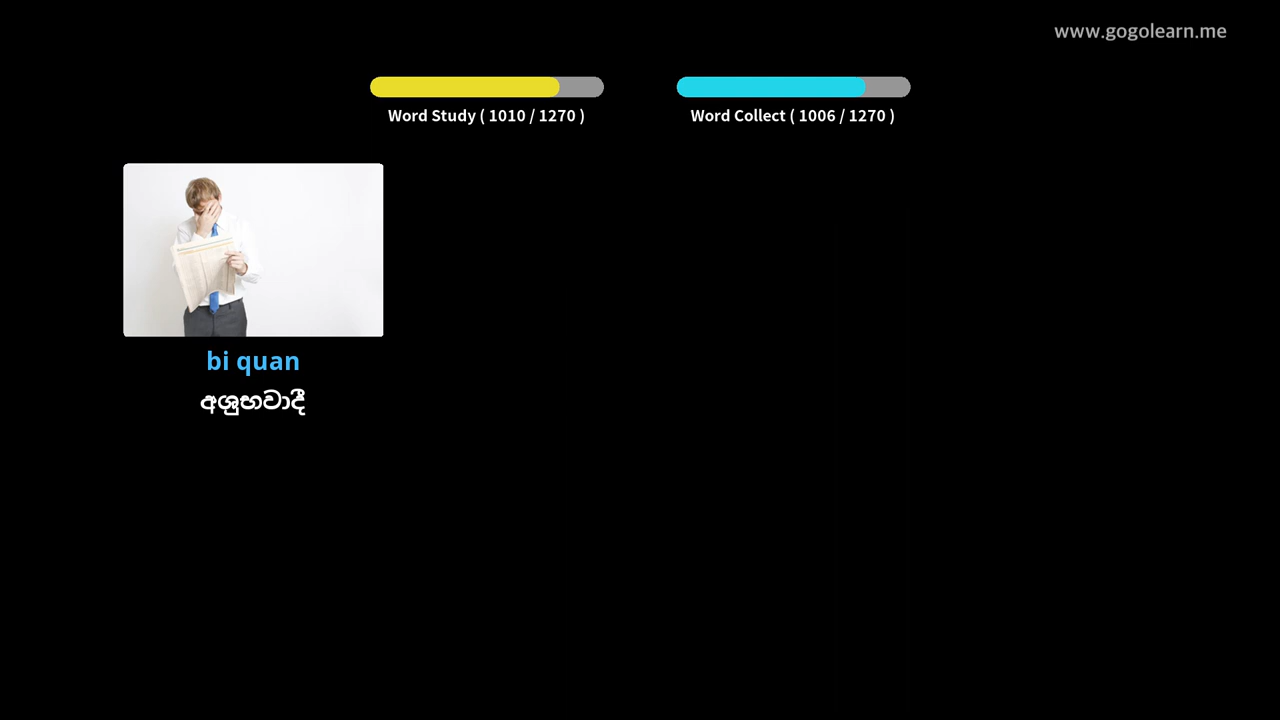 www.gogolearn.me
Word Study ( 1010 / 1270 )
Word Collect ( 1006 / 1270 )
bi quan
අශුභවාදී